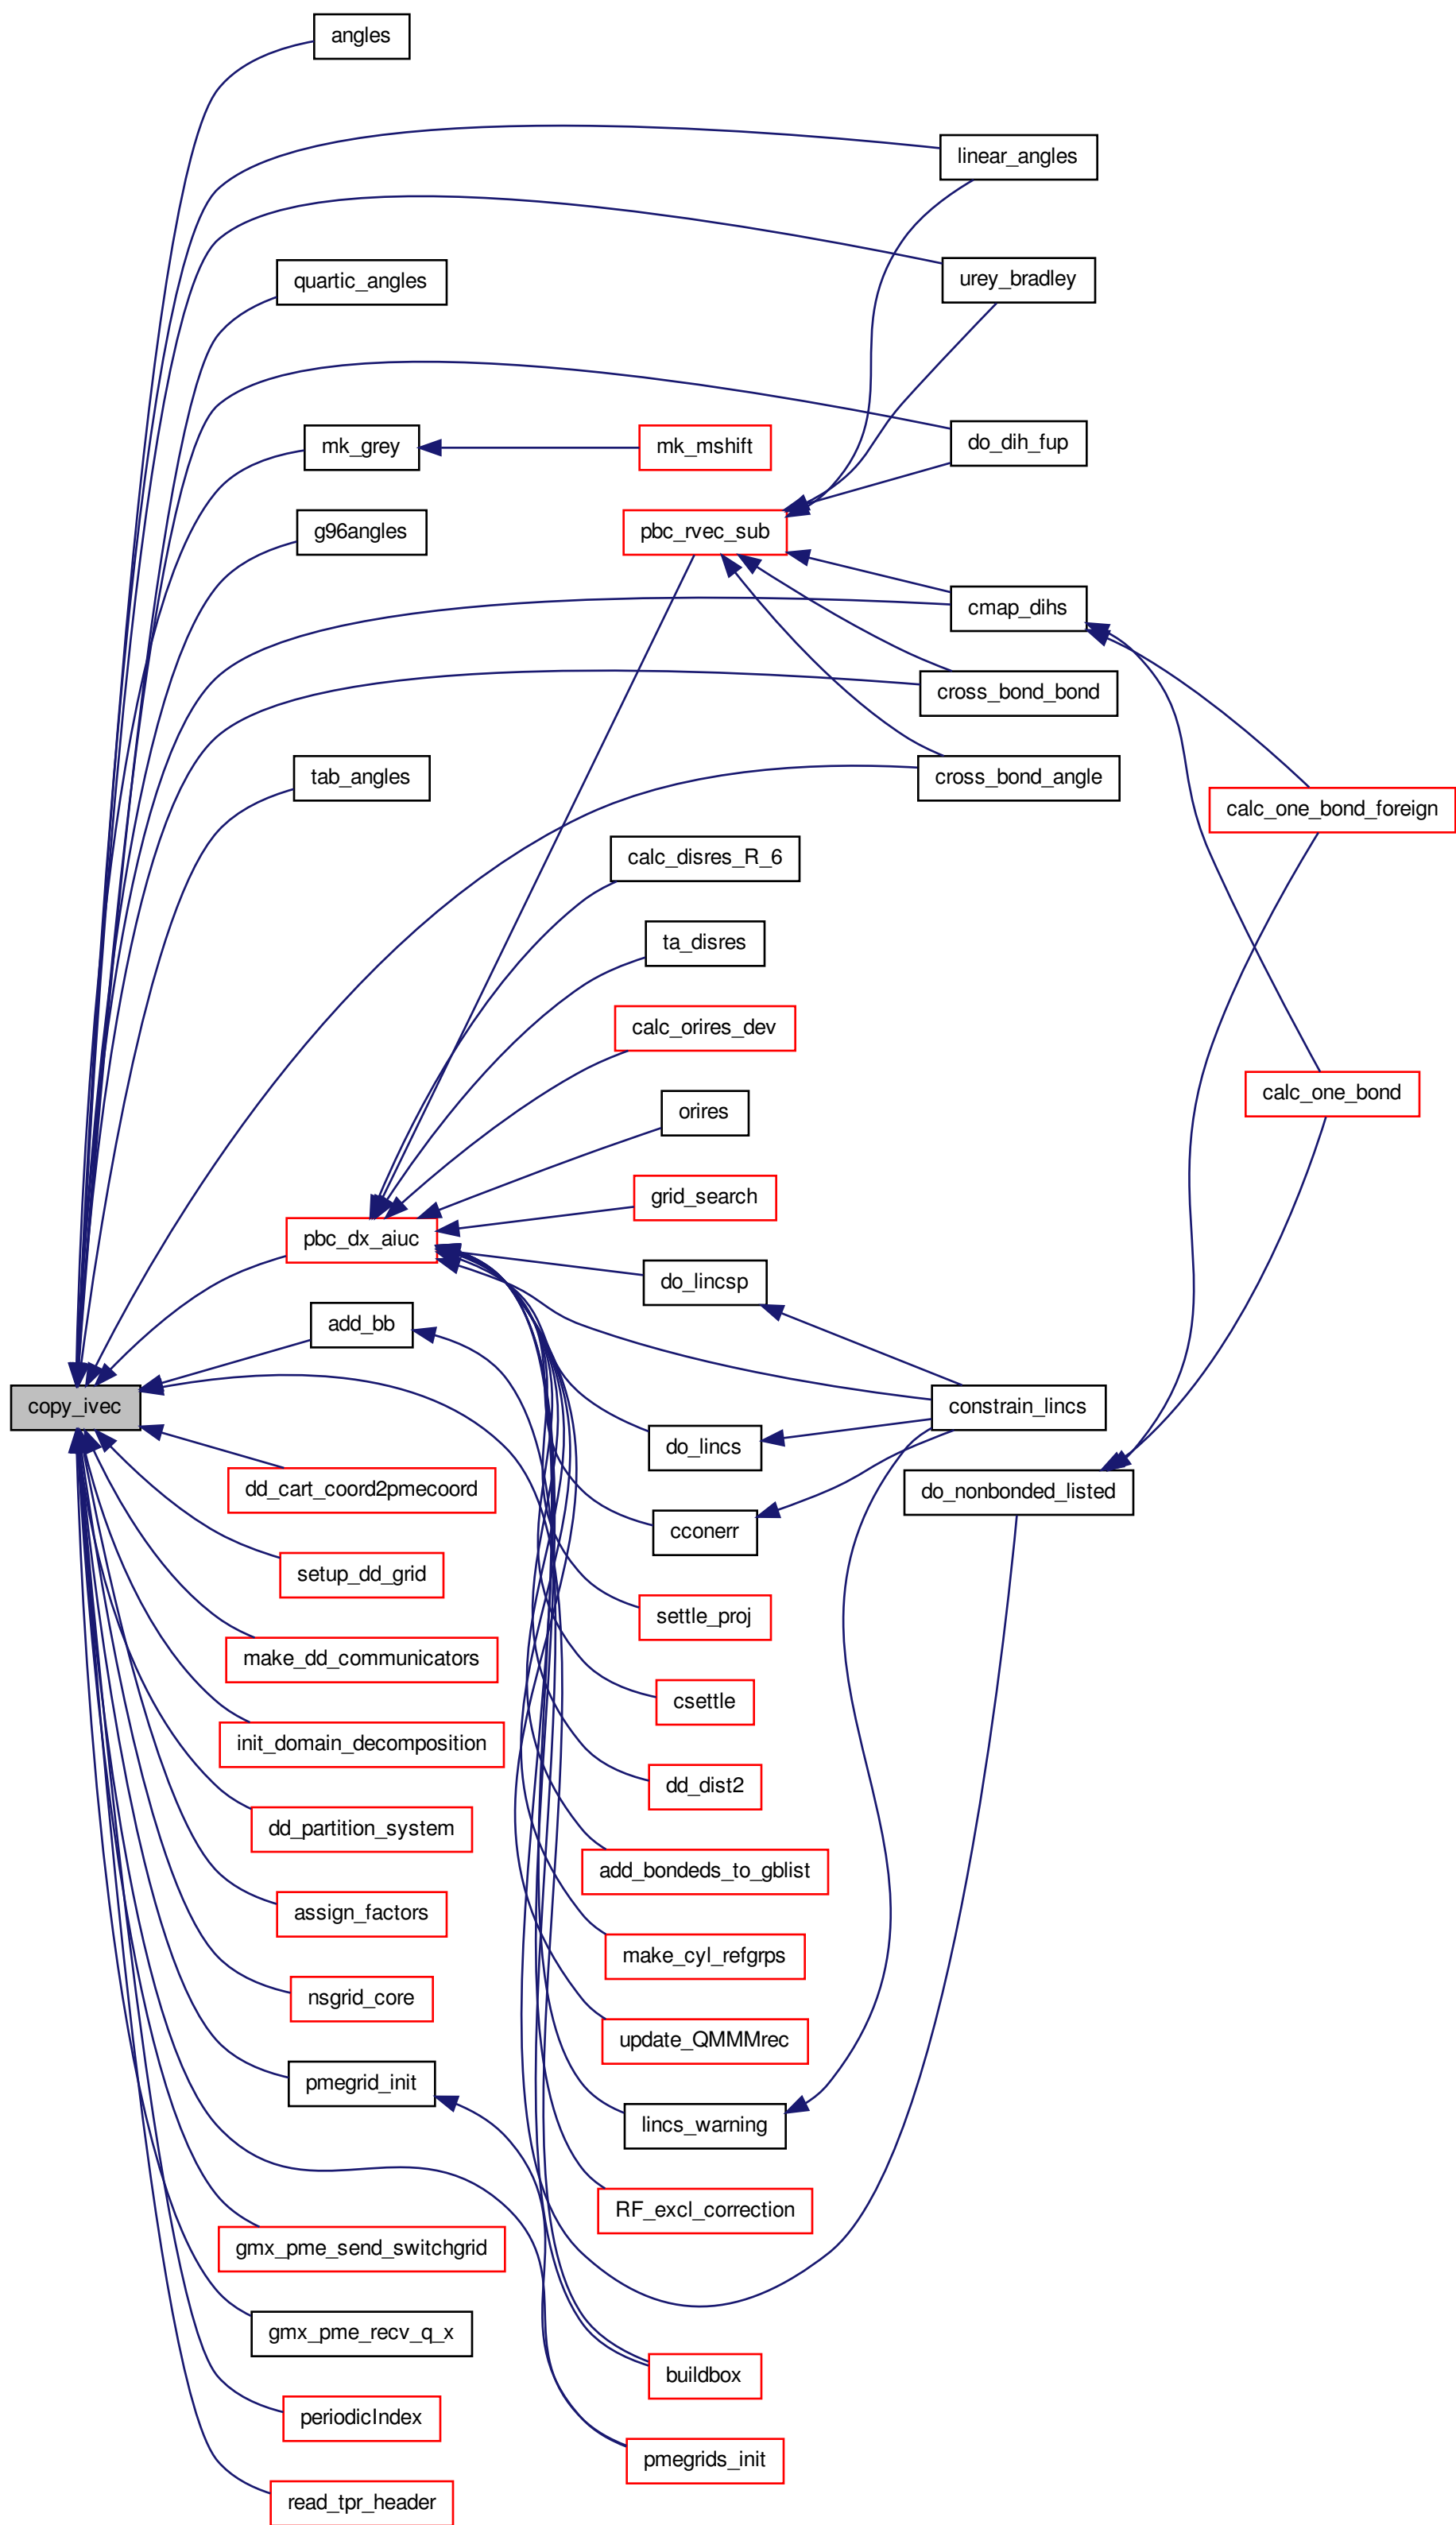 angles
linear_angles
urey_bradley
quartic_angles
do_dih_fup
mk_grey
mk_mshift
g96angles
pbc_rvec_sub
cmap_dihs
cross_bond_bond
tab_angles
cross_bond_angle
calc_one_bond_foreign
calc_disres_R_6
ta_disres
calc_orires_dev
calc_one_bond
orires
grid_search
pbc_dx_aiuc
do_lincsp
add_bb
copy_ivec
constrain_lincs
do_lincs
dd_cart_coord2pmecoord
do_nonbonded_listed
cconerr
setup_dd_grid
settle_proj
make_dd_communicators
csettle
init_domain_decomposition
dd_dist2
dd_partition_system
add_bondeds_to_gblist
assign_factors
make_cyl_refgrps
nsgrid_core
update_QMMMrec
pmegrid_init
lincs_warning
RF_excl_correction
gmx_pme_send_switchgrid
gmx_pme_recv_q_x
buildbox
periodicIndex
pmegrids_init
read_tpr_header